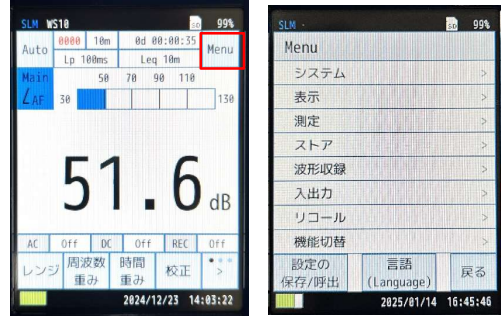 SLM WS10 SD 99%
Auto 0000 10m 0d 00:00:35 Menu
Lp 100ms Leq 10m
Main 50 70 90 110
LAF 30 130
51.6 dB
AC Off DC Off REC Off
レンジ 周波数重み 時間重み 校正 >
2024/12/23 14:03:22
SLM SD 99%
Menu
システム >
表示 >
測定 >
ストア >
波形収録 >
入出力 >
リコール >
機能切替 >
設定の 言語 戻る
保存/呼出 (Language)
2025/01/14 16:45:46